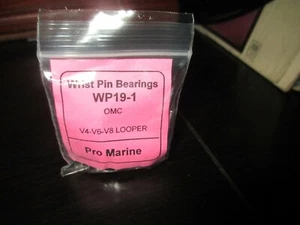 Wrist Pin Bearings
WP19-1
OMC
V4-V6-V8 LOOPER
Pro Marine